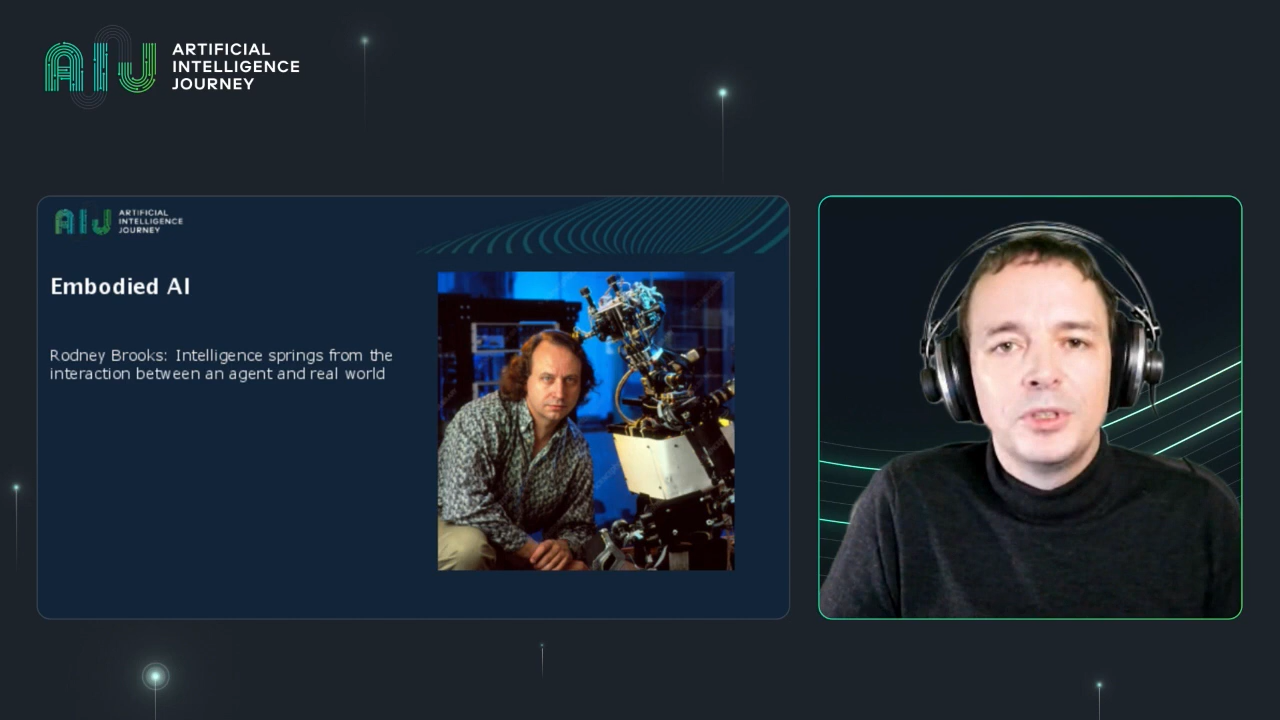 ARTIFICIAL
INTELLIGENCE
JOURNEY
AIJ
ARTIFICIAL
INTELLIGENCE
JOURNEY
Embodied AI
Rodney Brooks: Intelligence springs from the
interaction between an agent and real world